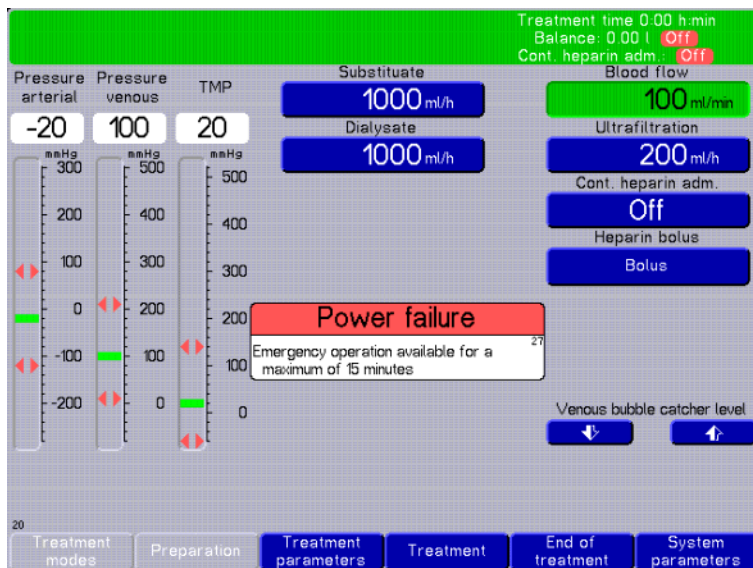 Treatment time 0:00 h:min
Balance: 0.00 l Off
Cont. heparin adm.: Off
Pressure arterial
Pressure venous
TMP
-20
100
20
mmHg
300
200
100
0
-100
-200
mmHg
500
400
300
200
100
0
mmHg
500
400
300
200
100
0
Substituate
1000 ml/h
Dialysate
1000 ml/h
Blood flow
100 ml/min
Ultrafiltration
200 ml/h
Cont. heparin adm.
Off
Heparin bolus
Bolus
Power failure
27
Emergency operation available for a
maximum of 15 minutes
Venous bubble catcher level
20
Treatment
modes
Preparation
Treatment
parameters
Treatment
End of
treatment
System
parameters